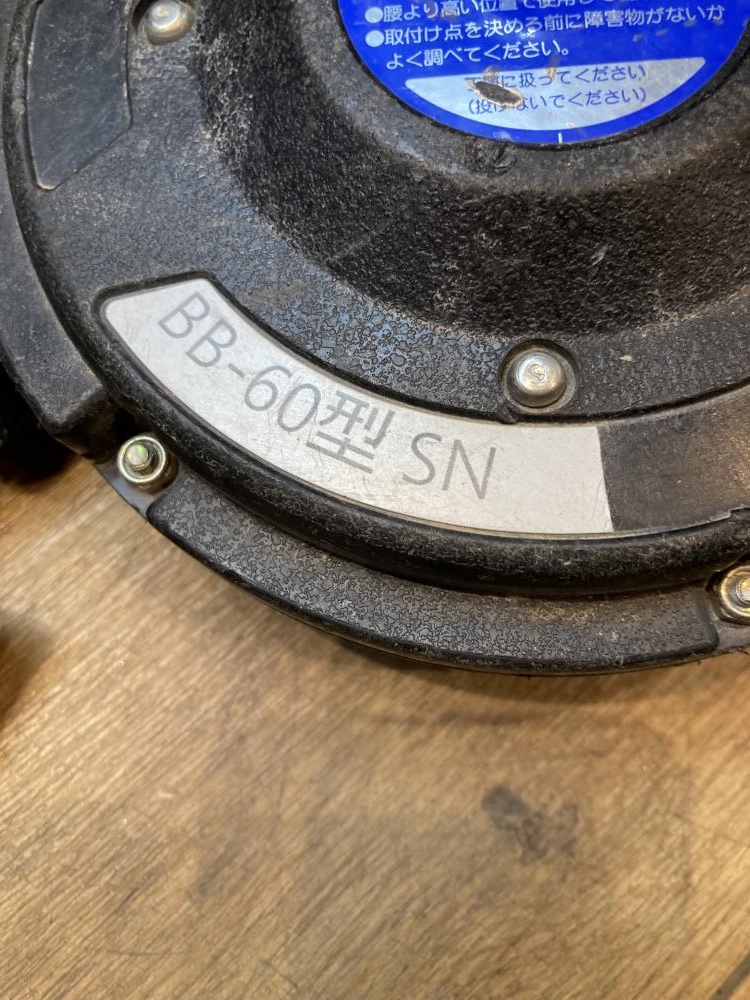 ●腰より高い位置で使用して
●取付け点を決めろ前に障害物がないか
よく調べてください。
に扱ってください
(投げないでください)
BB-60型 SN